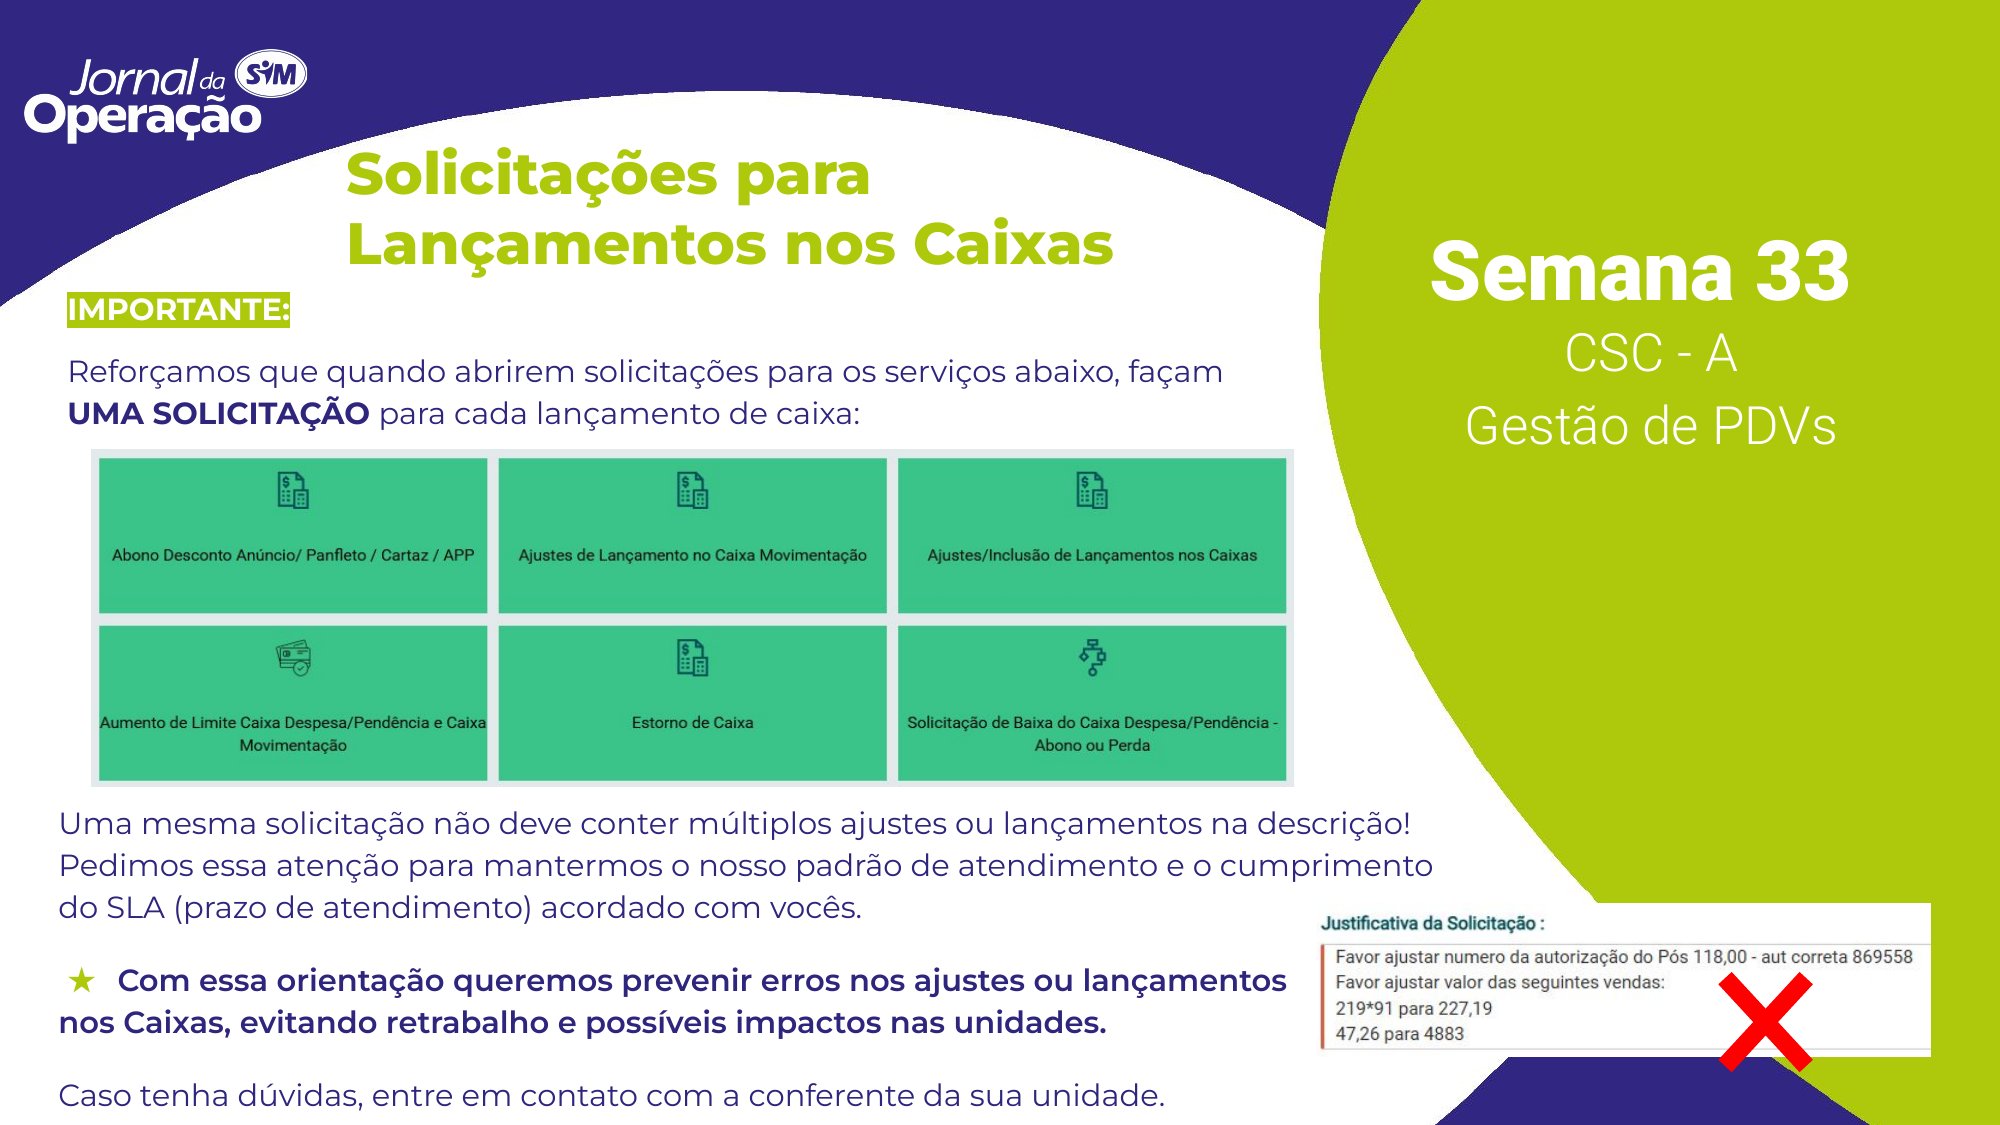 Jornal da SIM
Operação
Solicitações para
Lançamentos nos Caixas
IMPORTANTE:
Reforçamos que quando abrirem solicitações para os serviços abaixo, façam
UMA SOLICITAÇÃO para cada lançamento de caixa:
Abono Desconto Anúncio/ Panfleto / Cartaz / APP
Ajustes de Lançamento no Caixa Movimentação
Ajustes/Inclusão de Lançamentos nos Caixas
Aumento de Limite Caixa Despesa/Pendência e Caixa
Movimentação
Estorno de Caixa
Solicitação de Baixa do Caixa Despesa/Pendência -
Abono ou Perda
Uma mesma solicitação não deve conter múltiplos ajustes ou lançamentos na descrição!
Pedimos essa atenção para mantermos o nosso padrão de atendimento e o cumprimento
do SLA (prazo de atendimento) acordado com vocês.
★ Com essa orientação queremos prevenir erros nos ajustes ou lançamentos
nos Caixas, evitando retrabalho e possíveis impactos nas unidades.
Caso tenha dúvidas, entre em contato com a conferente da sua unidade.
Semana 33
CSC - A
Gestão de PDVs
Justificativa da Solicitação :
Favor ajustar numero da autorização do Pós 118,00 - aut correta 869558
Favor ajustar valor das seguintes vendas:
219*91 para 227,19
47,26 para 4883